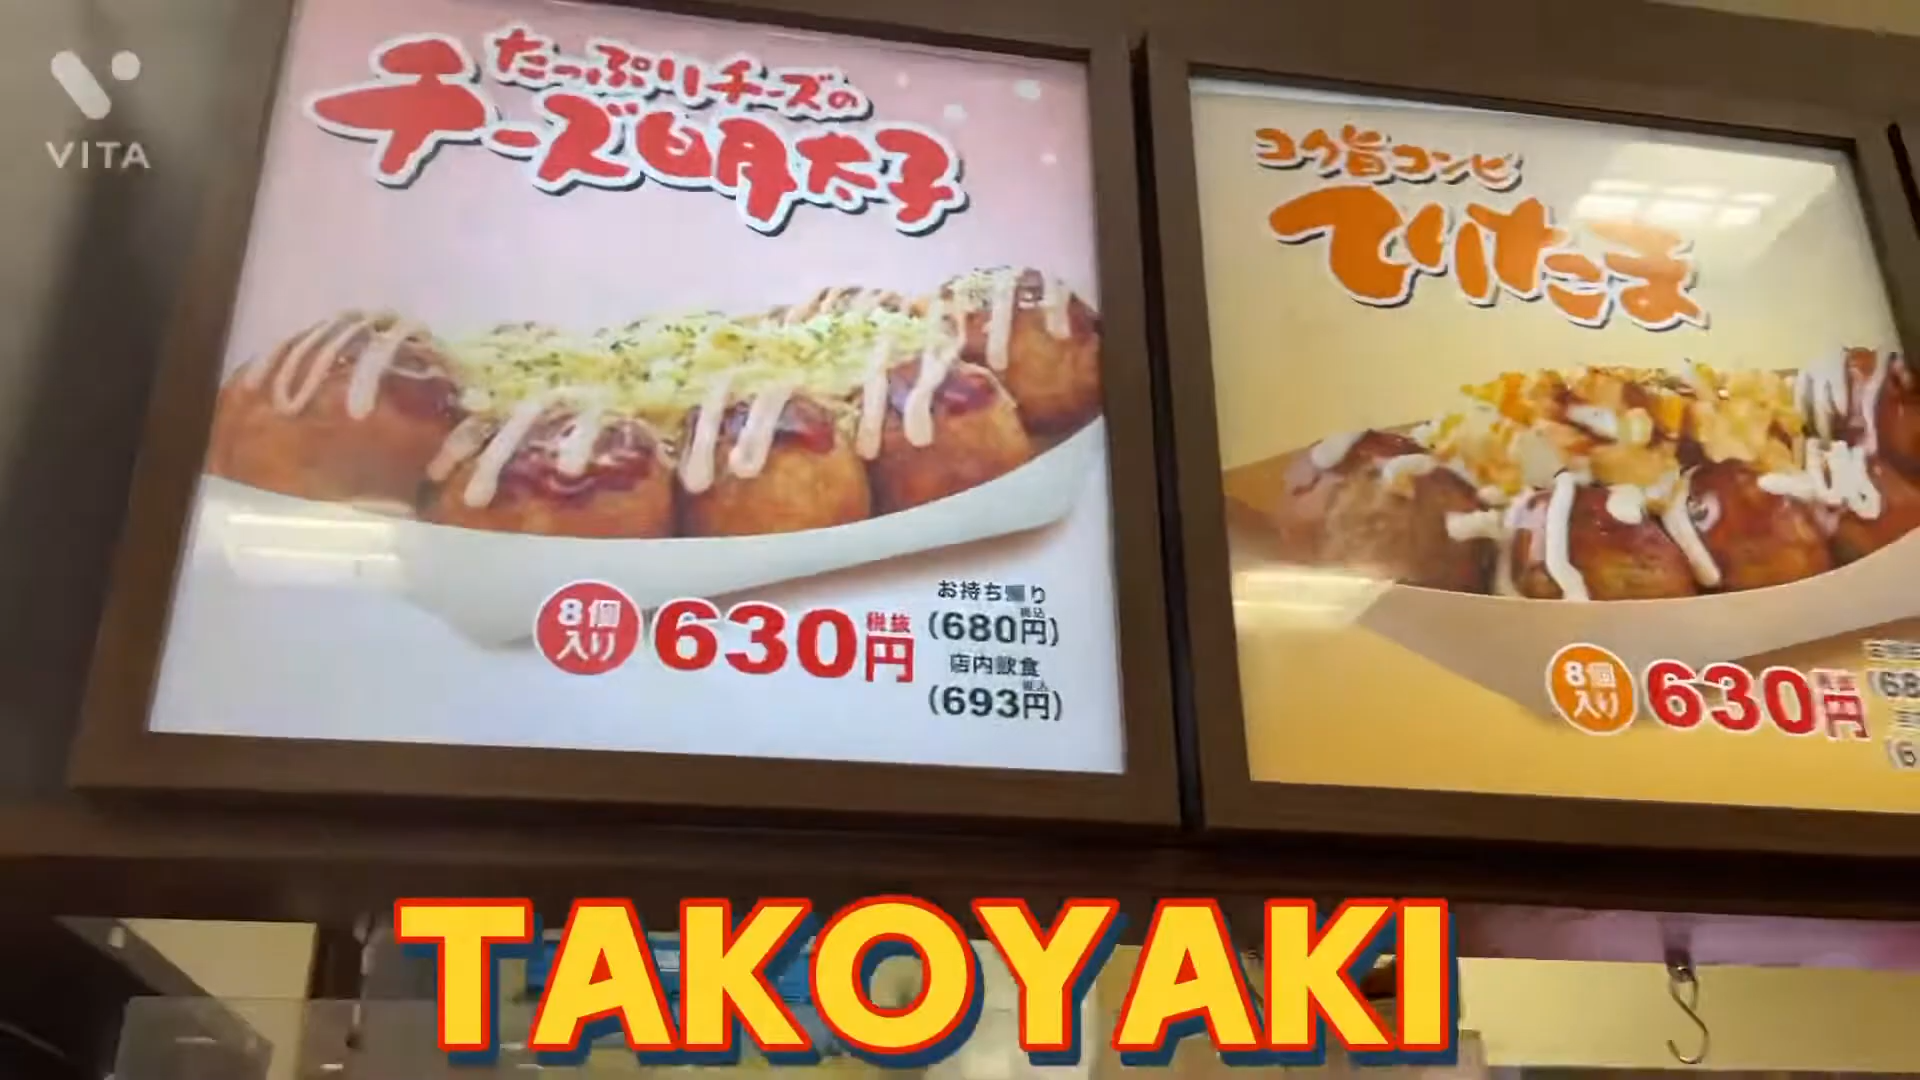 VITA
たっぷりチーズの
チーズ明太子
8個
入り
630円
税抜
お持ち帰り
税込
(680円)
店内飲食
税込
(693円)
コク旨コンビ
てりたま
8個
入り
630円
税抜
TAKOYAKI